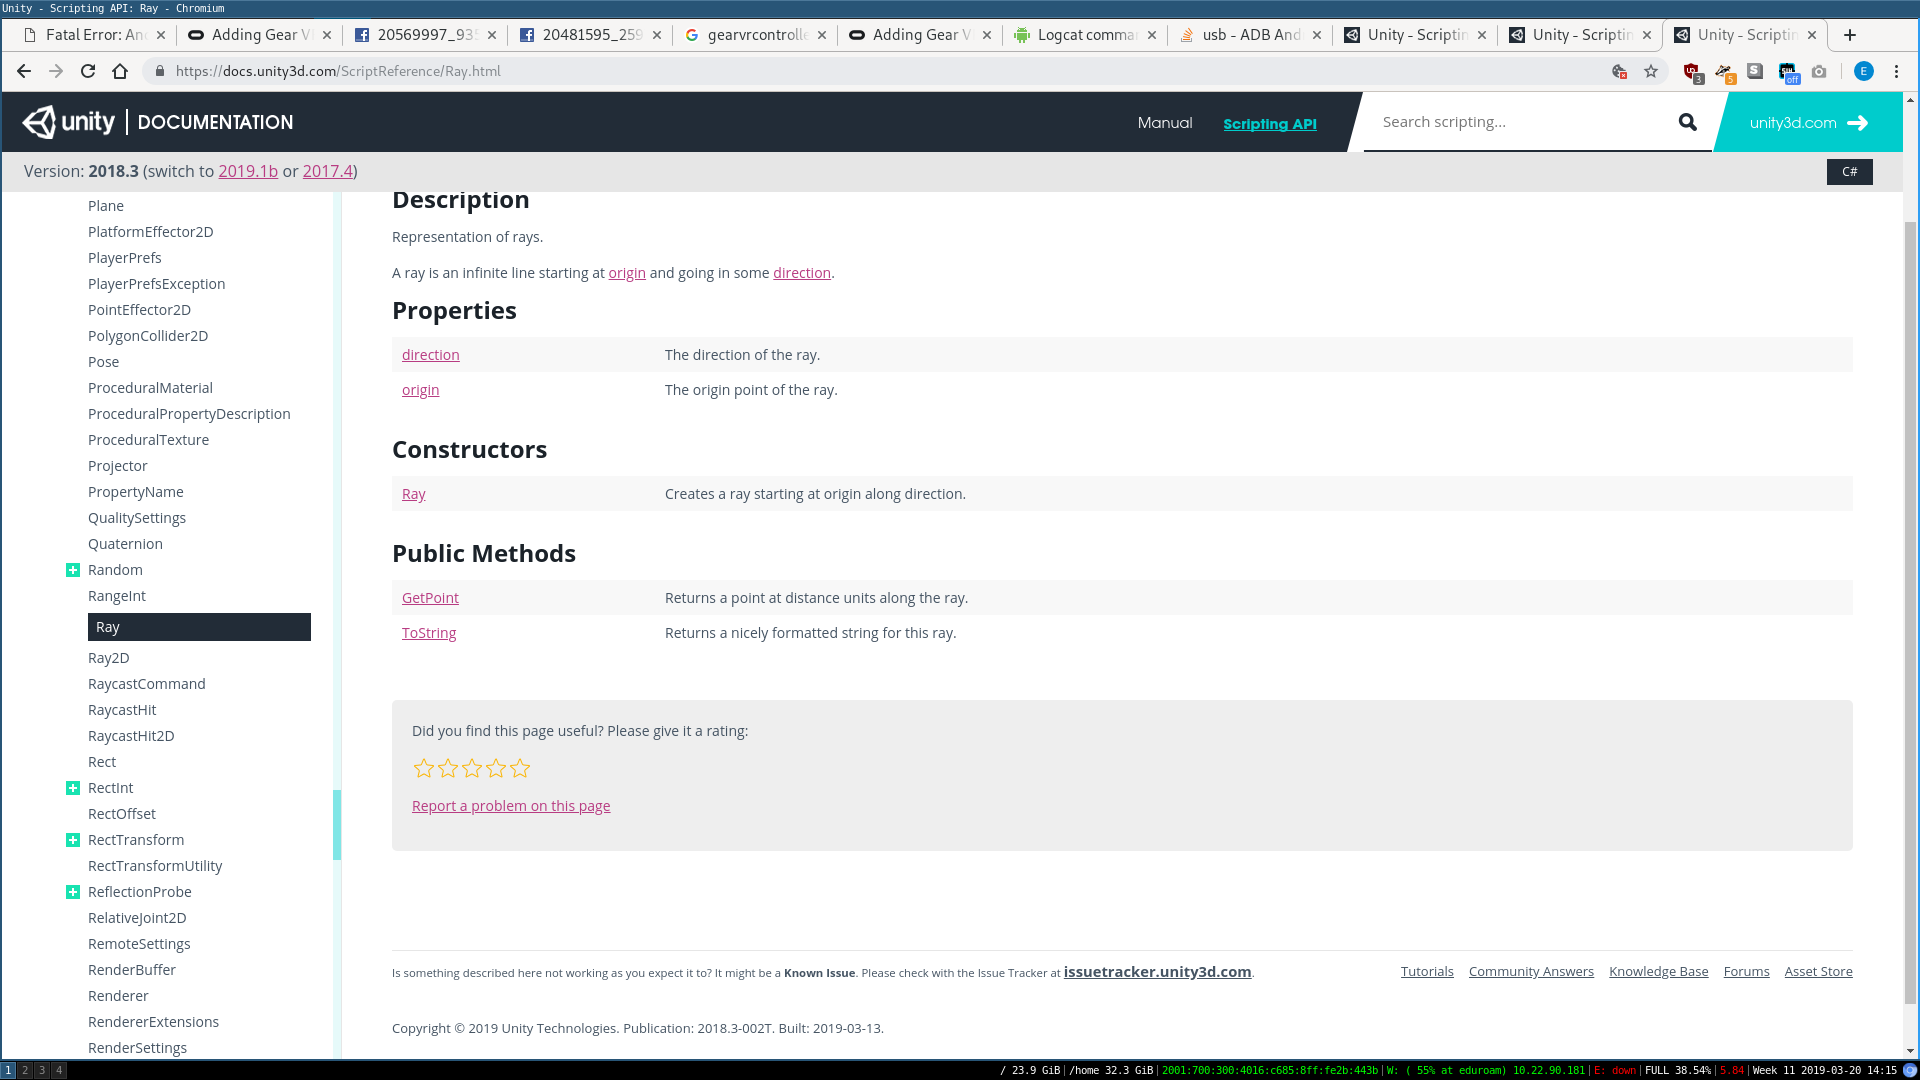 Unity - Scripting API: Ray - Chromium
Fatal Error: An
Adding Gear V
20569997_93
20481595_259
gearvrcontrolle
Adding Gear V
Logcat comma
usb - ADB And
Unity - Scriptin
Unity - Scriptin
Unity - Scriptin
https://docs.unity3d.com/ScriptReference/Ray.html
3
5
S
off
E
unity
DOCUMENTATION
Manual
Scripting API
Search scripting...
unity3d.com
Version: 2018.3 (switch to 2019.1b or 2017.4)
C#
Plane
PlatformEffector2D
PlayerPrefs
PlayerPrefsException
PointEffector2D
PolygonCollider2D
Pose
ProceduralMaterial
ProceduralPropertyDescription
ProceduralTexture
Projector
PropertyName
QualitySettings
Quaternion
Random
RangeInt
Ray
Ray2D
RaycastCommand
RaycastHit
RaycastHit2D
Rect
RectInt
RectOffset
RectTransform
RectTransformUtility
ReflectionProbe
RelativeJoint2D
RemoteSettings
RenderBuffer
Renderer
RendererExtensions
RenderSettings
Description
Representation of rays.
A ray is an infinite line starting at origin and going in some direction.
Properties
direction The direction of the ray.
origin The origin point of the ray.
Constructors
Ray Creates a ray starting at origin along direction.
Public Methods
GetPoint Returns a point at distance units along the ray.
ToString Returns a nicely formatted string for this ray.
Did you find this page useful? Please give it a rating:
Report a problem on this page
Is something described here not working as you expect it to? It might be a Known Issue. Please check with the Issue Tracker at issuetracker.unity3d.com.
Tutorials Community Answers Knowledge Base Forums Asset Store
Copyright © 2019 Unity Technologies. Publication: 2018.3-002T. Built: 2019-03-13.
1 2 3 4
/ 23.9 GiB | /home 32.3 GiB | 2001:700:300:4016:c685:8ff:fe2b:443b | W: ( 55% at eduroam) 10.22.90.181 | E: down | FULL 38.54% | 5.84 | Week 11 2019-03-20 14:15